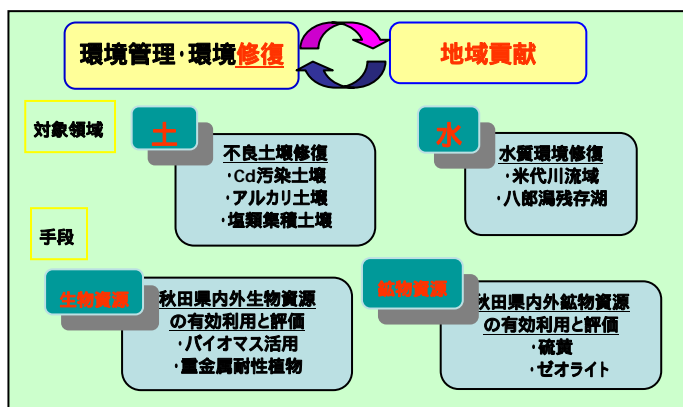 環境管理・環境修復
地域貢献
対象領域
土
不良土壌修復
・Cd汚染土壌
・アルカリ土壌
・塩類集積土壌
水
水質環境修復
・米代川流域
・八郎潟残存湖
手段
生物資源
秋田県内外生物資源
の有効利用と評価
・バイオマス活用
・重金属耐性植物
鉱物資源
秋田県内外鉱物資源
の有効利用と評価
・硫黄
・ゼオライト